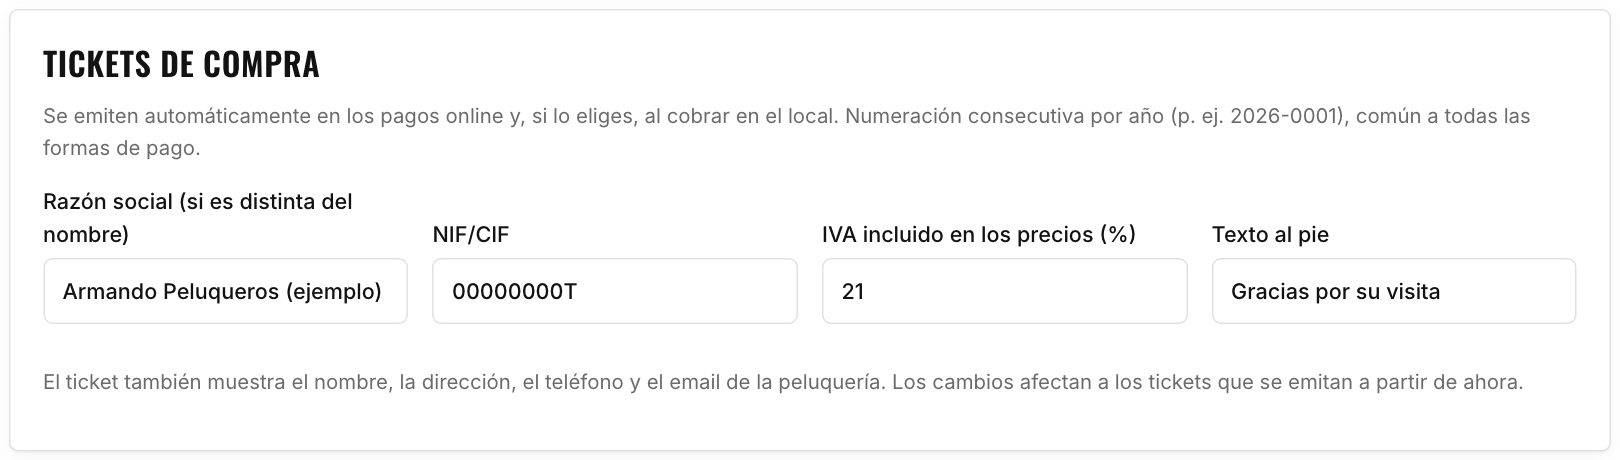 TICKETS DE COMPRA
Se emiten automáticamente en los pagos online y, si lo eliges, al cobrar en el local. Numeración consecutiva por año (p. ej. 2026-0001), común a todas las
formas de pago.
Razón social (si es distinta del
nombre)
Armando Peluqueros (ejemplo)
NIF/CIF
00000000T
IVA incluido en los precios (%)
21
Texto al pie
Gracias por su visita
El ticket también muestra el nombre, la dirección, el teléfono y el email de la peluquería. Los cambios afectan a los tickets que se emitan a partir de ahora.